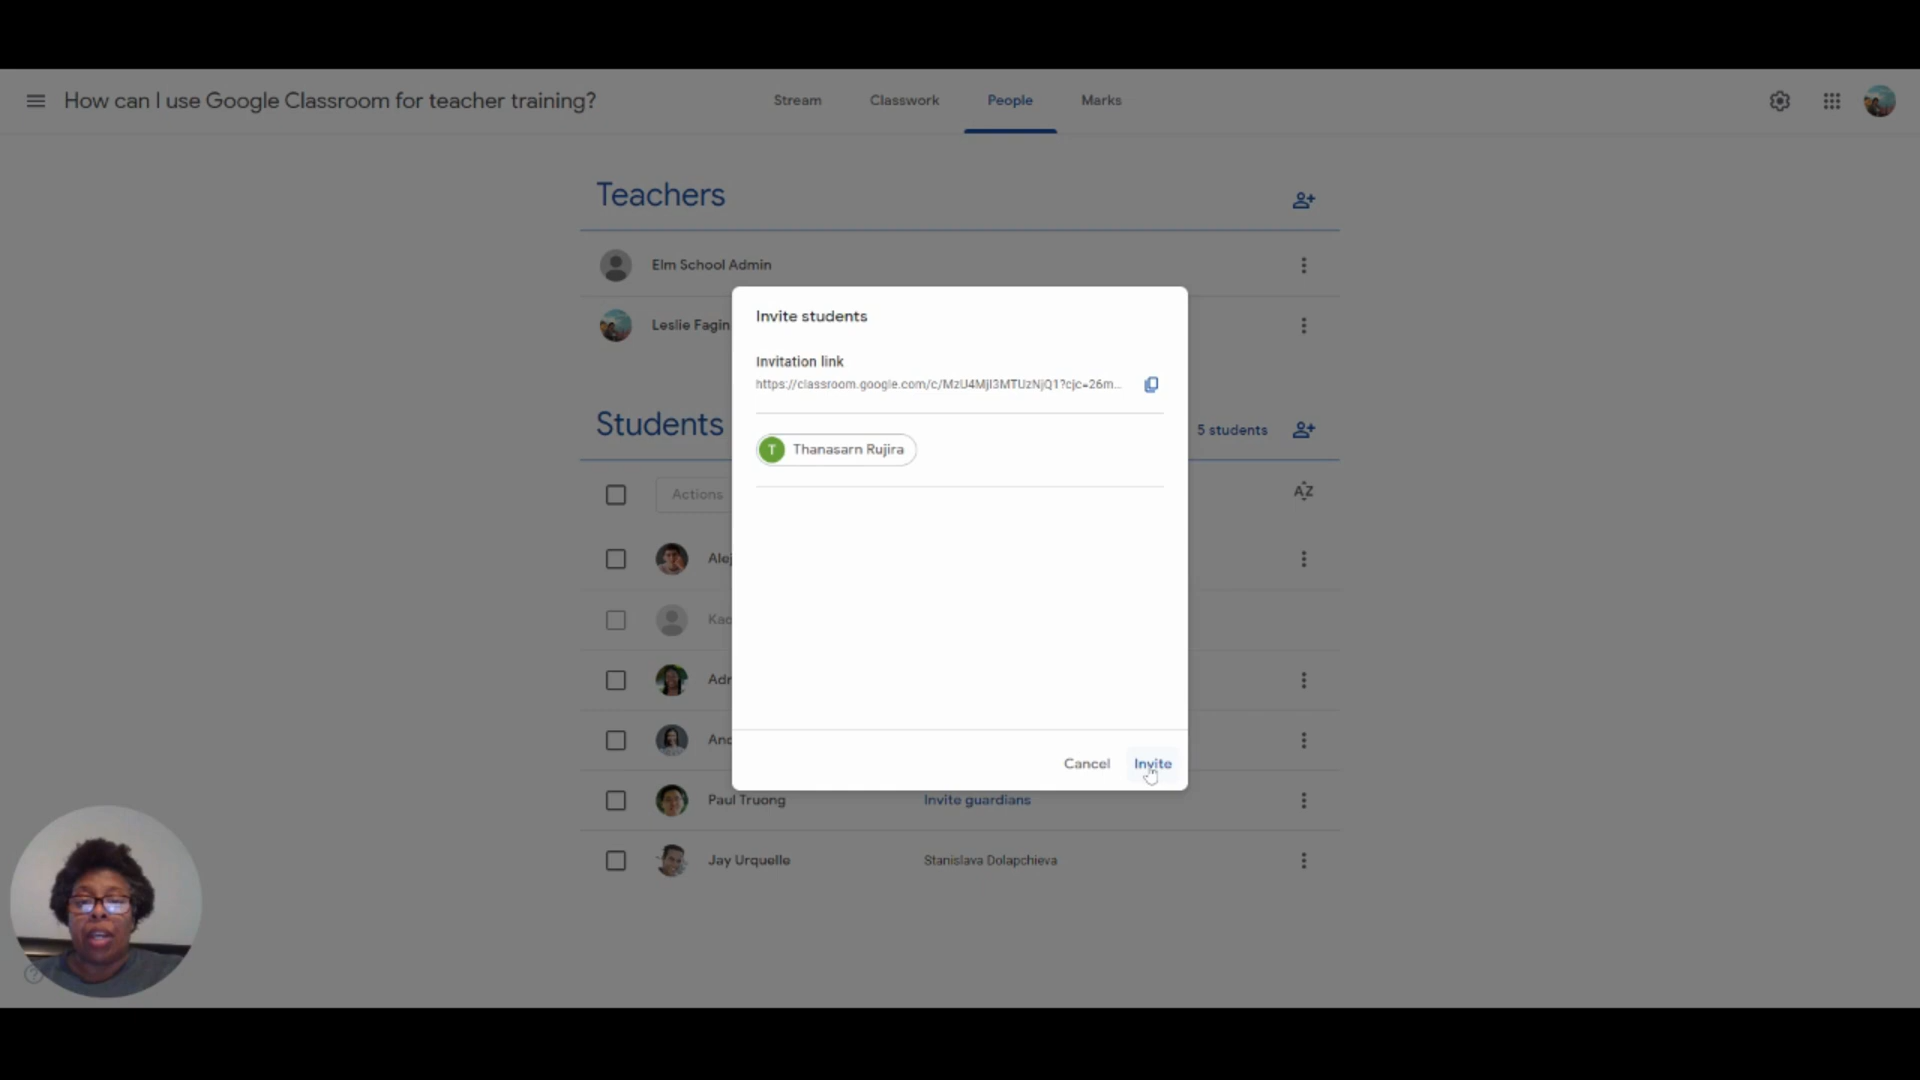 How can I use Google Classroom for teacher training?
Stream
Classwork
People
Marks
Teachers
Elm School Admin
Leslie Fagin
Invite students
Invitation link
https://classroom.google.com/c/MzU4MjI3MTUzNjQ1?cjc=26m...
Students
5 students
T Thanasarn Rujira
Actions
AZ
Alej
Kao
Adr
And
Cancel
Invite
Paul Truong
Invite guardians
Jay Urquelle
Stanislava Dolapchieva